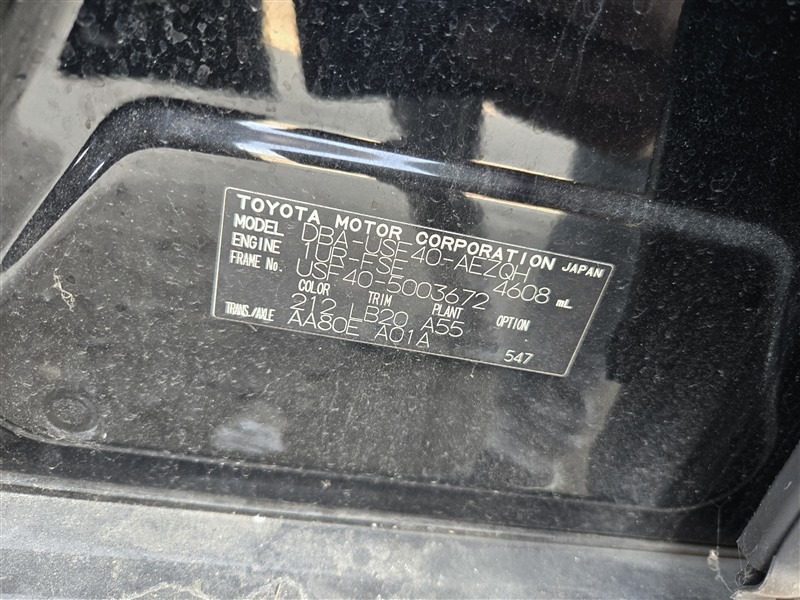 TOYOTA MOTOR CORPORATION JAPAN
MODEL DBA-USF40-AEZQH
ENGINE 1UR-FSE 4608 mL
FRAME No. USF40-5003672
COLOR TRIM PLANT OPTION
212 LB20 A55
TRANS./AXLE AA80E A01A
547